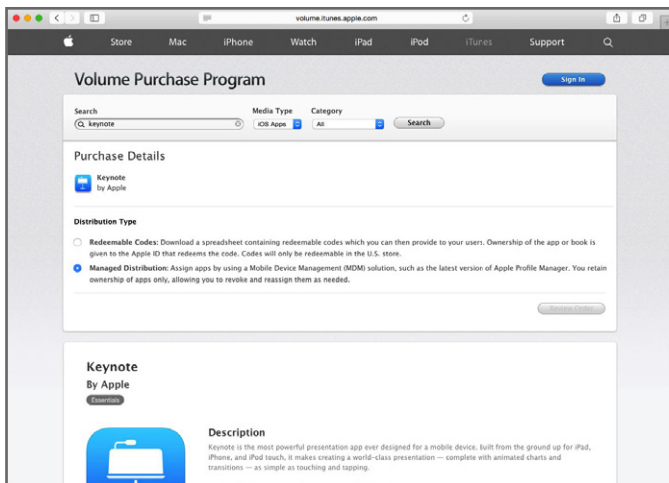 volume.itunes.apple.com
Store Mac iPhone Watch iPad iPod iTunes Support
Volume Purchase Program
Sign In
Search Media Type Category
keynote iOS Apps All Search
Purchase Details
Keynote
by Apple
Distribution Type
Redeemable Codes: Download a spreadsheet containing redeemable codes which you can then provide to your users. Ownership of the app or book is
given to the Apple ID that redeems the code. Codes will only be redeemable in the U.S. store.
Managed Distribution: Assign apps by using a Mobile Device Management (MDM) solution, such as the latest version of Apple Profile Manager. You retain
ownership of apps only, allowing you to revoke and reassign them as needed.
Review Order
Keynote
By Apple
Essentials
Description
Keynote is the most powerful presentation app ever designed for a mobile device. Built from the ground up for iPad,
iPhone, and iPod touch, it makes creating a world-class presentation — complete with animated charts and
transitions — as simple as touching and tapping.